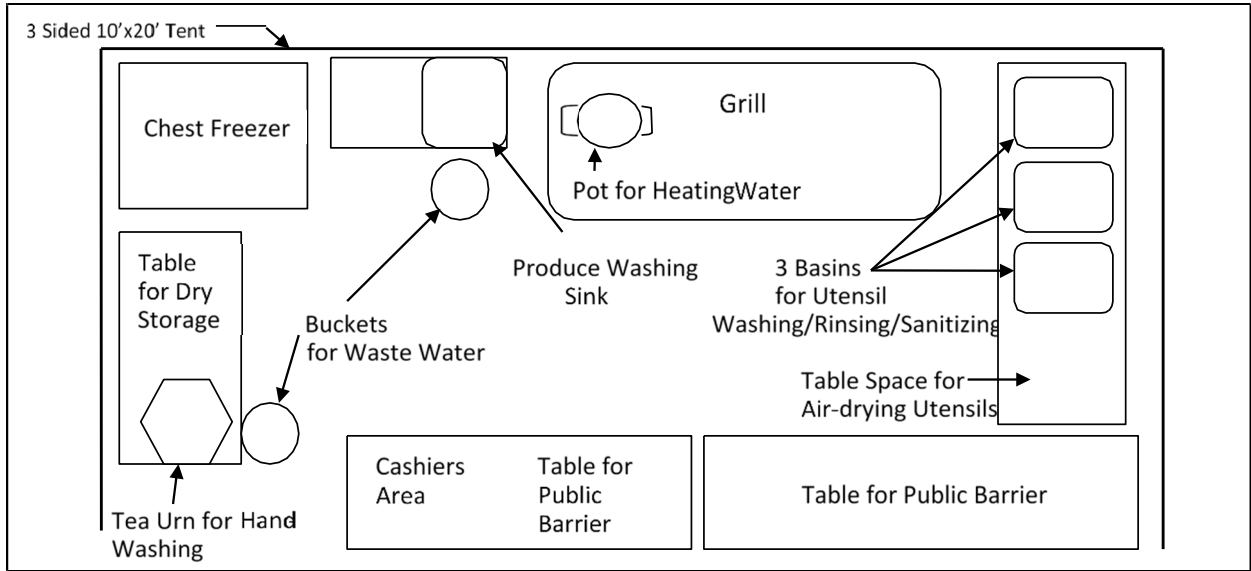 3 Sided 10’x20’ Tent
Chest Freezer
Grill
Pot for HeatingWater
Table
for Dry
Storage
Produce Washing
Sink
3 Basins
for Utensil
Washing/Rinsing/Sanitizing
Buckets
for Waste Water
Table Space for
Air-drying Utensils
Cashiers
Area
Table for
Public
Barrier
Table for Public Barrier
Tea Urn for Hand
Washing